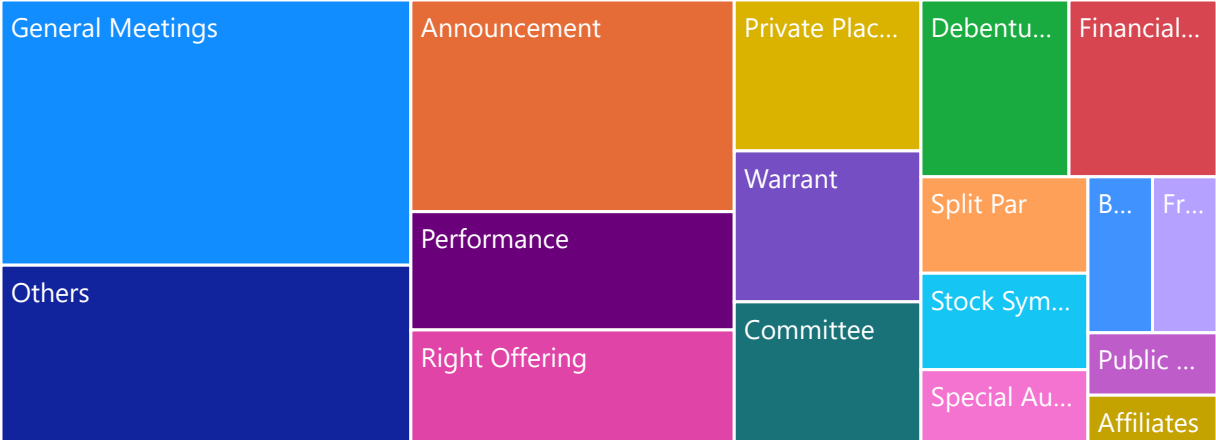 General Meetings
Others
Announcement
Performance
Right Offering
Private Plac...
Warrant
Committee
Debentu...
Financial...
Split Par
Stock Sym...
Special Au...
B...
Fr...
Public ...
Affiliates